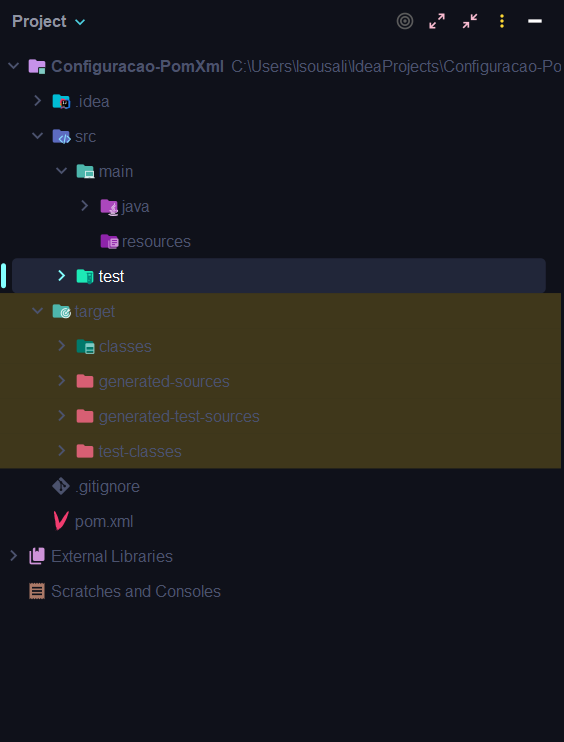 Project
Configuracao-PomXml C:\Users\lsousali\IdeaProjects\Configuracao-Po
.idea
src
main
java
resources
test
target
classes
generated-sources
generated-test-sources
test-classes
.gitignore
pom.xml
External Libraries
Scratches and Consoles